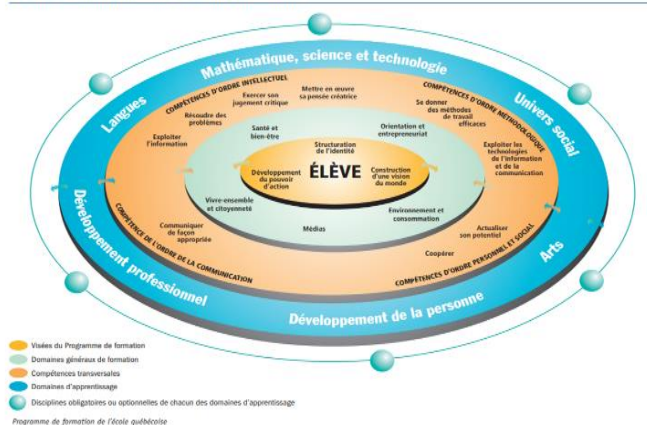 Mathématique, science et technologie
Langues
Univers social
COMPÉTENCES D'ORDRE INTELLECTUEL
COMPÉTENCES D'ORDRE MÉTHODOLOGIQUE
Mettre en œuvre
sa pensée créatrice
Exercer son
jugement critique
Se donner
des méthodes
de travail
efficaces
Résoudre des
problèmes
Exploiter
l'information
Exploiter les
technologies
de l'information
et de la
communication
Santé et
bien-être
Orientation et
entrepreneuriat
Structuration
de l'identité
ÉLÈVE
Développement
du pouvoir
d'action
Construction
d'une vision
du monde
Vivre-ensemble
et citoyenneté
Médias
Environnement et
consommation
Communiquer
de façon
appropriée
Actualiser
son potentiel
Coopérer
COMPÉTENCE DE L'ORDRE DE LA COMMUNICATION
COMPÉTENCES D'ORDRE PERSONNEL ET SOCIAL
Développement professionnel
Développement de la personne
Arts
Visées du Programme de formation
Domaines généraux de formation
Compétences transversales
Domaines d'apprentissage
Disciplines obligatoires ou optionnelles de chacun des domaines d'apprentissage
Programme de formation de l'école québécoise